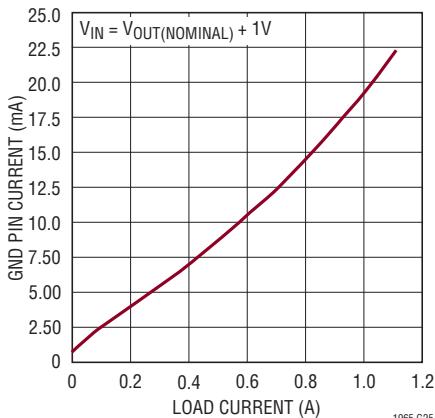 25.0
22.5
20.0
17.5
15.0
12.5
10.0
7.50
5.00
2.50
0
GND PIN CURRENT (mA)
VIN = VOUT(NOMINAL) + 1V
0 0.2 0.4 0.6 0.8 1.0 1.2
LOAD CURRENT (A)
1965 G25